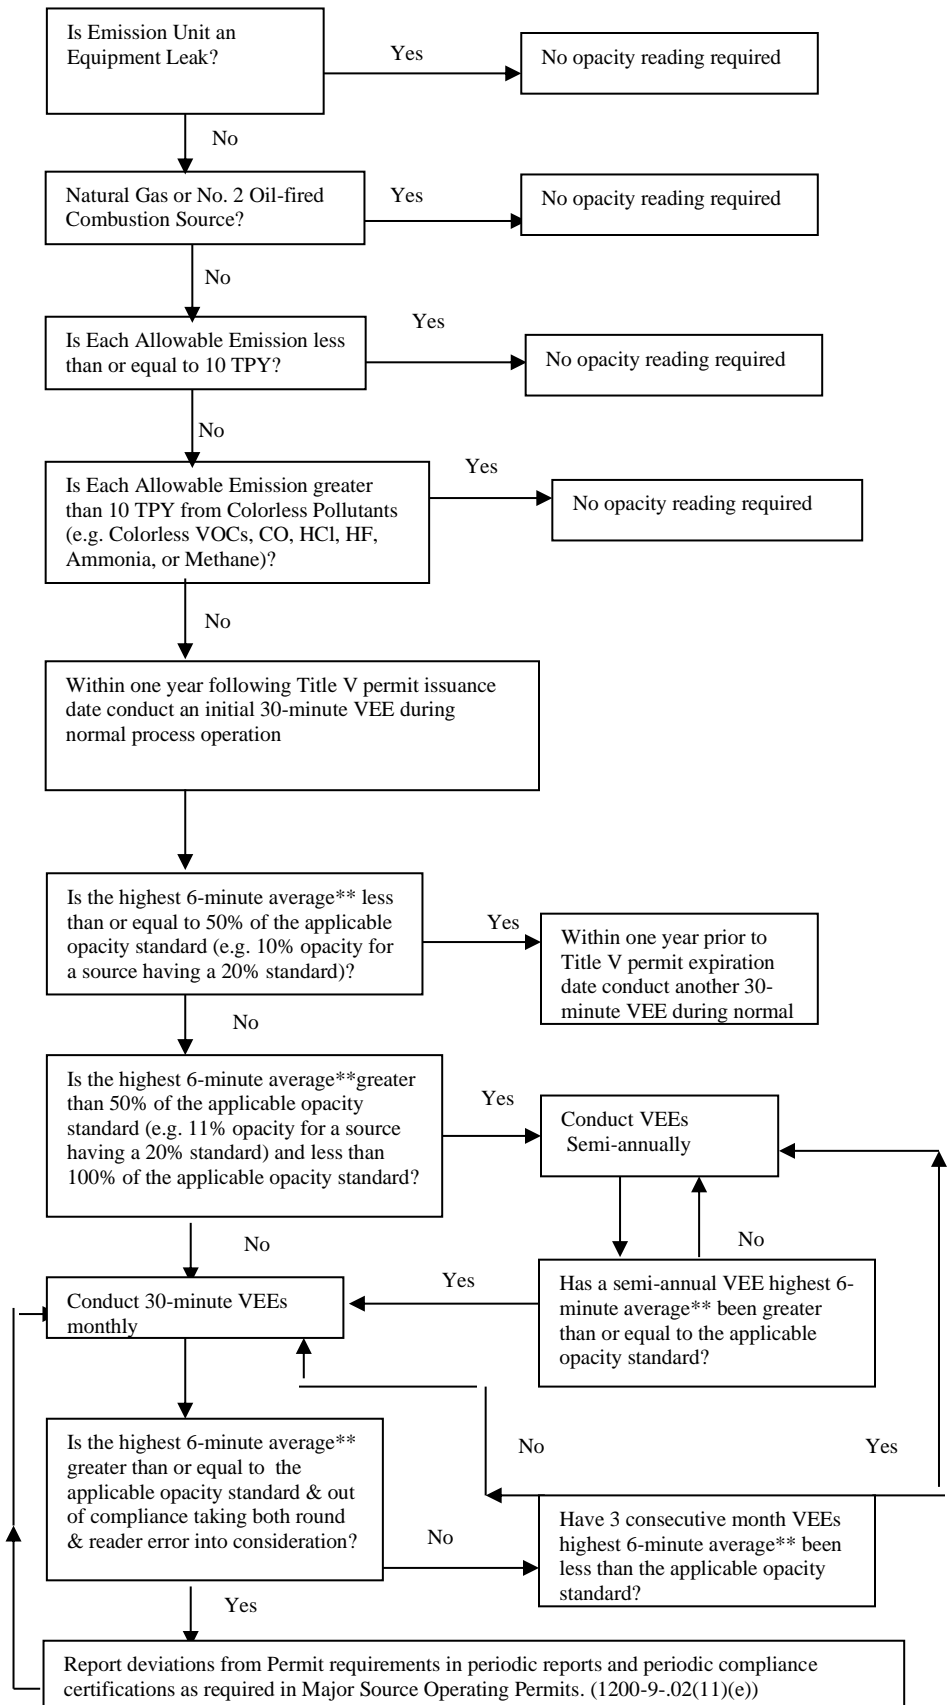 Is Emission Unit an
Equipment Leak?
Yes
No opacity reading required
No
Natural Gas or No. 2 Oil-fired
Combustion Source?
Yes
No opacity reading required
No
Is Each Allowable Emission less
than or equal to 10 TPY?
Yes
No opacity reading required
No
Is Each Allowable Emission greater
than 10 TPY from Colorless Pollutants
(e.g. Colorless VOCs, CO, HCl, HF,
Ammonia, or Methane)?
Yes
No opacity reading required
No
Within one year following Title V permit issuance
date conduct an initial 30-minute VEE during
normal process operation
Is the highest 6-minute average** less
than or equal to 50% of the applicable
opacity standard (e.g. 10% opacity for
a source having a 20% standard)?
Yes
Within one year prior to
Title V permit expiration
date conduct another 30-
minute VEE during normal
No
Is the highest 6-minute average**greater
than 50% of the applicable opacity
standard (e.g. 11% opacity for a source
having a 20% standard) and less than
100% of the applicable opacity standard?
Yes
Conduct VEEs
Semi-annually
No
No
Has a semi-annual VEE highest 6-
minute average** been greater
than or equal to the applicable
opacity standard?
Yes
Conduct 30-minute VEEs
monthly
Is the highest 6-minute average**
greater than or equal to the
applicable opacity standard & out
of compliance taking both round
& reader error into consideration?
No
No
Yes
Have 3 consecutive month VEEs
highest 6-minute average** been
less than the applicable opacity
standard?
Yes
Report deviations from Permit requirements in periodic reports and periodic compliance
certifications as required in Major Source Operating Permits. (1200-9-.02(11)(e))